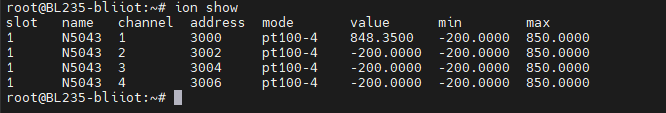 root@BL235-bliiot:~# ion show
slot name channel address mode value min max
1 N5043 1 3000 pt100-4 848.3500 -200.0000 850.0000
1 N5043 2 3002 pt100-4 -200.0000 -200.0000 850.0000
1 N5043 3 3004 pt100-4 -200.0000 -200.0000 850.0000
1 N5043 4 3006 pt100-4 -200.0000 -200.0000 850.0000
root@BL235-bliiot:~#